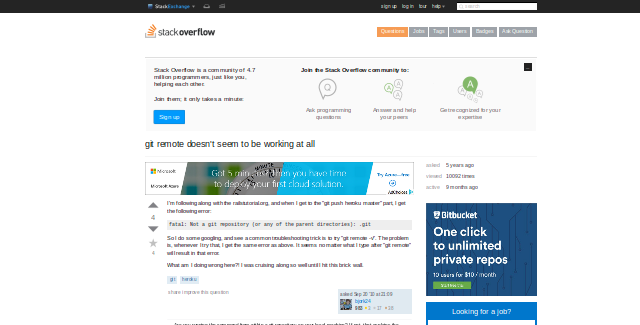 StackExchange
sign up log in tour help
search
stackoverflow
Questions Jobs Tags Users Badges Ask Question
Stack Overflow is a community of 4.7
million programmers, just like you,
helping each other.
Join them; it only takes a minute:
Sign up
Join the Stack Overflow community to:
Ask programming
questions
Answer and help
your peers
Get recognized for your
expertise
git remote doesn't seem to be working at all
Microsoft
Microsoft Azure
Got 5 minutes? Then you have time
to deploy your first cloud solution.
Try Azure—free
AdChoices
asked 5 years ago
viewed 10092 times
active 9 months ago
4
4
I'm following along with the railstutorial.org, and when I get to the "git push heroku master" part, I get
the following error:
fatal: Not a git repository (or any of the parent directories): .git
So I do some googling, and see a common troubleshooting trick is to try "git remote -v". The problem
is, whenever I try that, I get the same error as above. It seems no matter what I type after "git remote"
will result in that error.
What am I doing wrong here?! I was cruising along so well until I hit this brick wall.
git heroku
share improve this question
asked Sep 20 '10 at 21:09
Bitbucket
One click
to unlimited
private repos
10 users for $10 / month
Looking for a job?